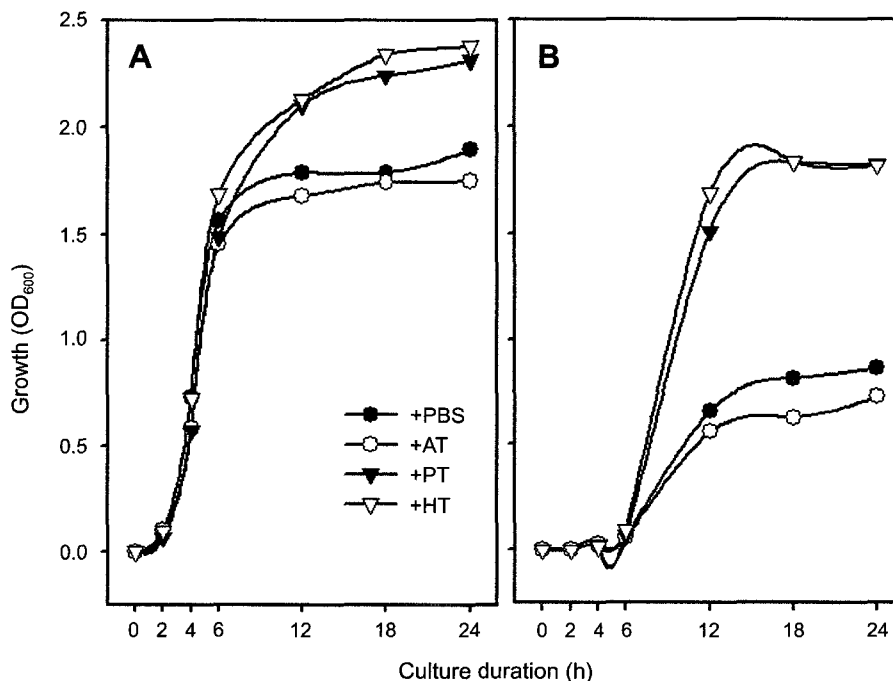 A
B
2.5
2.0
1.5
1.0
0.5
0.0
Growth (OD600)
+PBS
+AT
+PT
+HT
0 2 4 6 12 18 24
0 2 4 6 12 18 24
Culture duration (h)